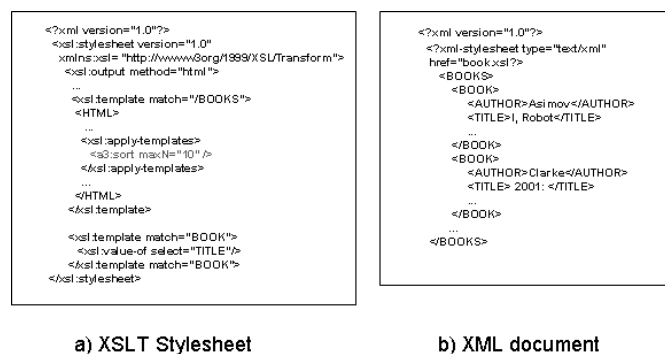 <?xml version="1.0"?>
<xsl:stylesheet version="1.0"
xmlns:xsl= "http://wwww3org/1999/XSL/Transform">
<xsl:output method="html">
...
<xsl:template match="/BOOKS">
<HTML>
...
<xsl:apply-templates>
<a3:sort maxN="10" />
</xsl:apply-templates>
...
</HTML>
</xsl:template>
<xsl:template match="BOOK">
<xsl:value-of select="TITLE"/>
</xsl:template match="BOOK">
</xsl:stylesheet>
a) XSLT Stylesheet
<?xml version="1.0"?>
<?xml-stylesheet type="text/xml"
href="book.xsl?>
<BOOKS>
<BOOK>
<AUTHOR>Asimov</AUTHOR>
<TITLE>I, Robot</TITLE>
...
</BOOK>
<BOOK>
<AUTHOR>Clarke</AUTHOR>
<TITLE> 2001: </TITLE>
...
</BOOK>
...
</BOOKS>
b) XML document